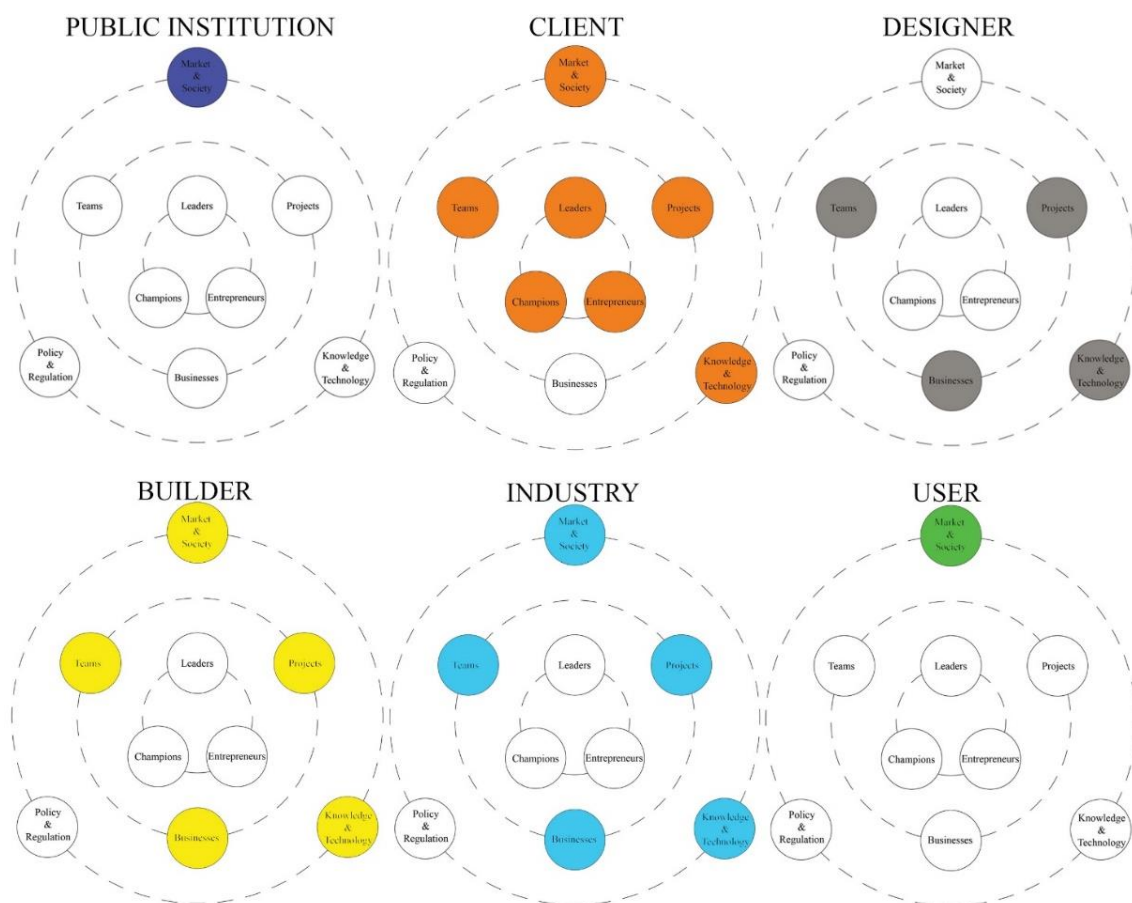 PUBLIC INSTITUTION
Market
&
Society
Teams
Leaders
Projects
Champions
Entrepreneurs
Policy
&
Regulation
Businesses
Knowledge
&
Technology
CLIENT
Market
&
Society
Teams
Leaders
Projects
Champions
Entrepreneurs
Policy
&
Regulation
Businesses
Knowledge
&
Technology
DESIGNER
Market
&
Society
Teams
Leaders
Projects
Champions
Entrepreneurs
Policy
&
Regulation
Businesses
Knowledge
&
Technology
BUILDER
Market
&
Society
Teams
Leaders
Projects
Champions
Entrepreneurs
Policy
&
Regulation
Businesses
Knowledge
&
Technology
INDUSTRY
Market
&
Society
Teams
Leaders
Projects
Champions
Entrepreneurs
Policy
&
Regulation
Businesses
Knowledge
&
Technology
USER
Market
&
Society
Teams
Leaders
Projects
Champions
Entrepreneurs
Policy
&
Regulation
Businesses
Knowledge
&
Technology